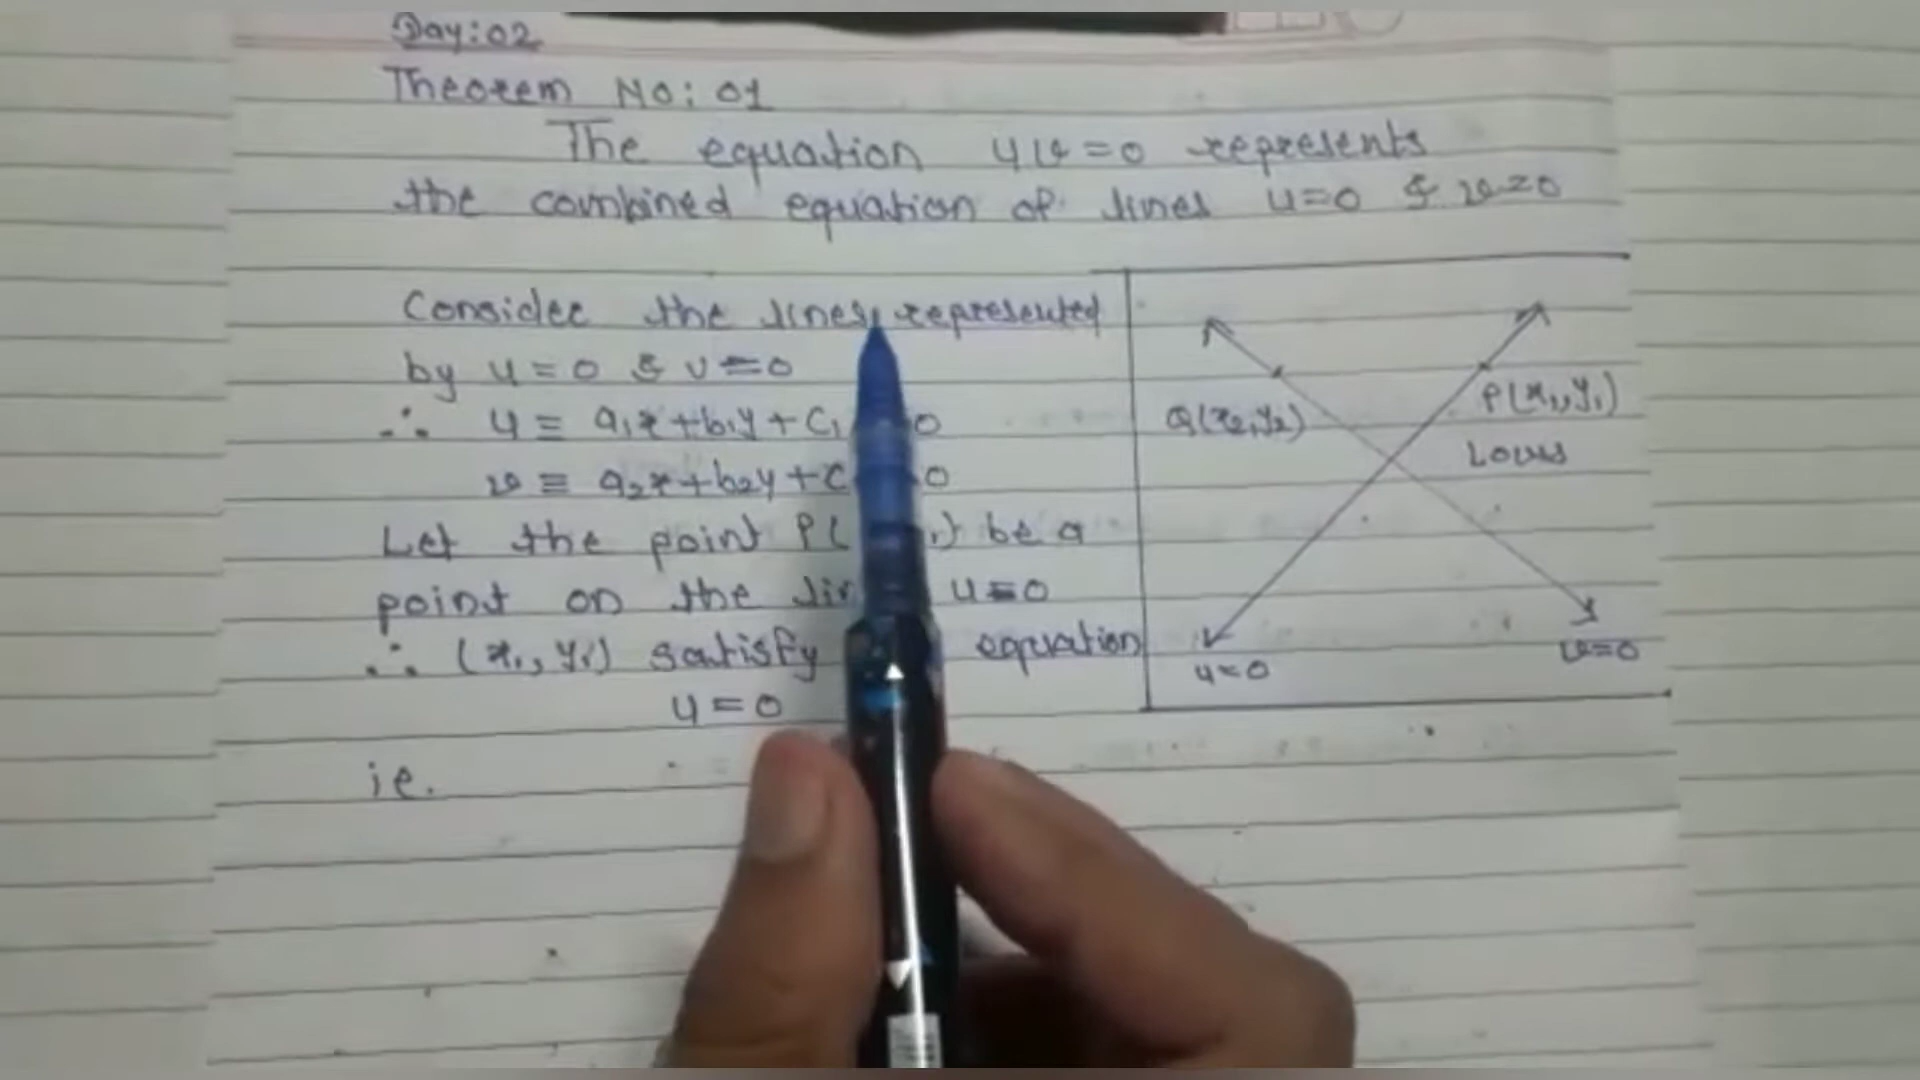 Day:02
Theorem No: 01
The equation uv=0 represents
the combined equation of lines u=0 & v=0
Consider the lines represented
by u=0 & v=0
∴ u ≡ a₁x+b₁y+c₁ 0
v ≡ a₂x+b₂y+c 0
Let the point P( ) be a
point on the u=0
∴ (x₁, y₁) satisfy equation
u=0
ie.
Q(x₂,y₂)
P(x₁,y₁)
Locus
u=0
v=0